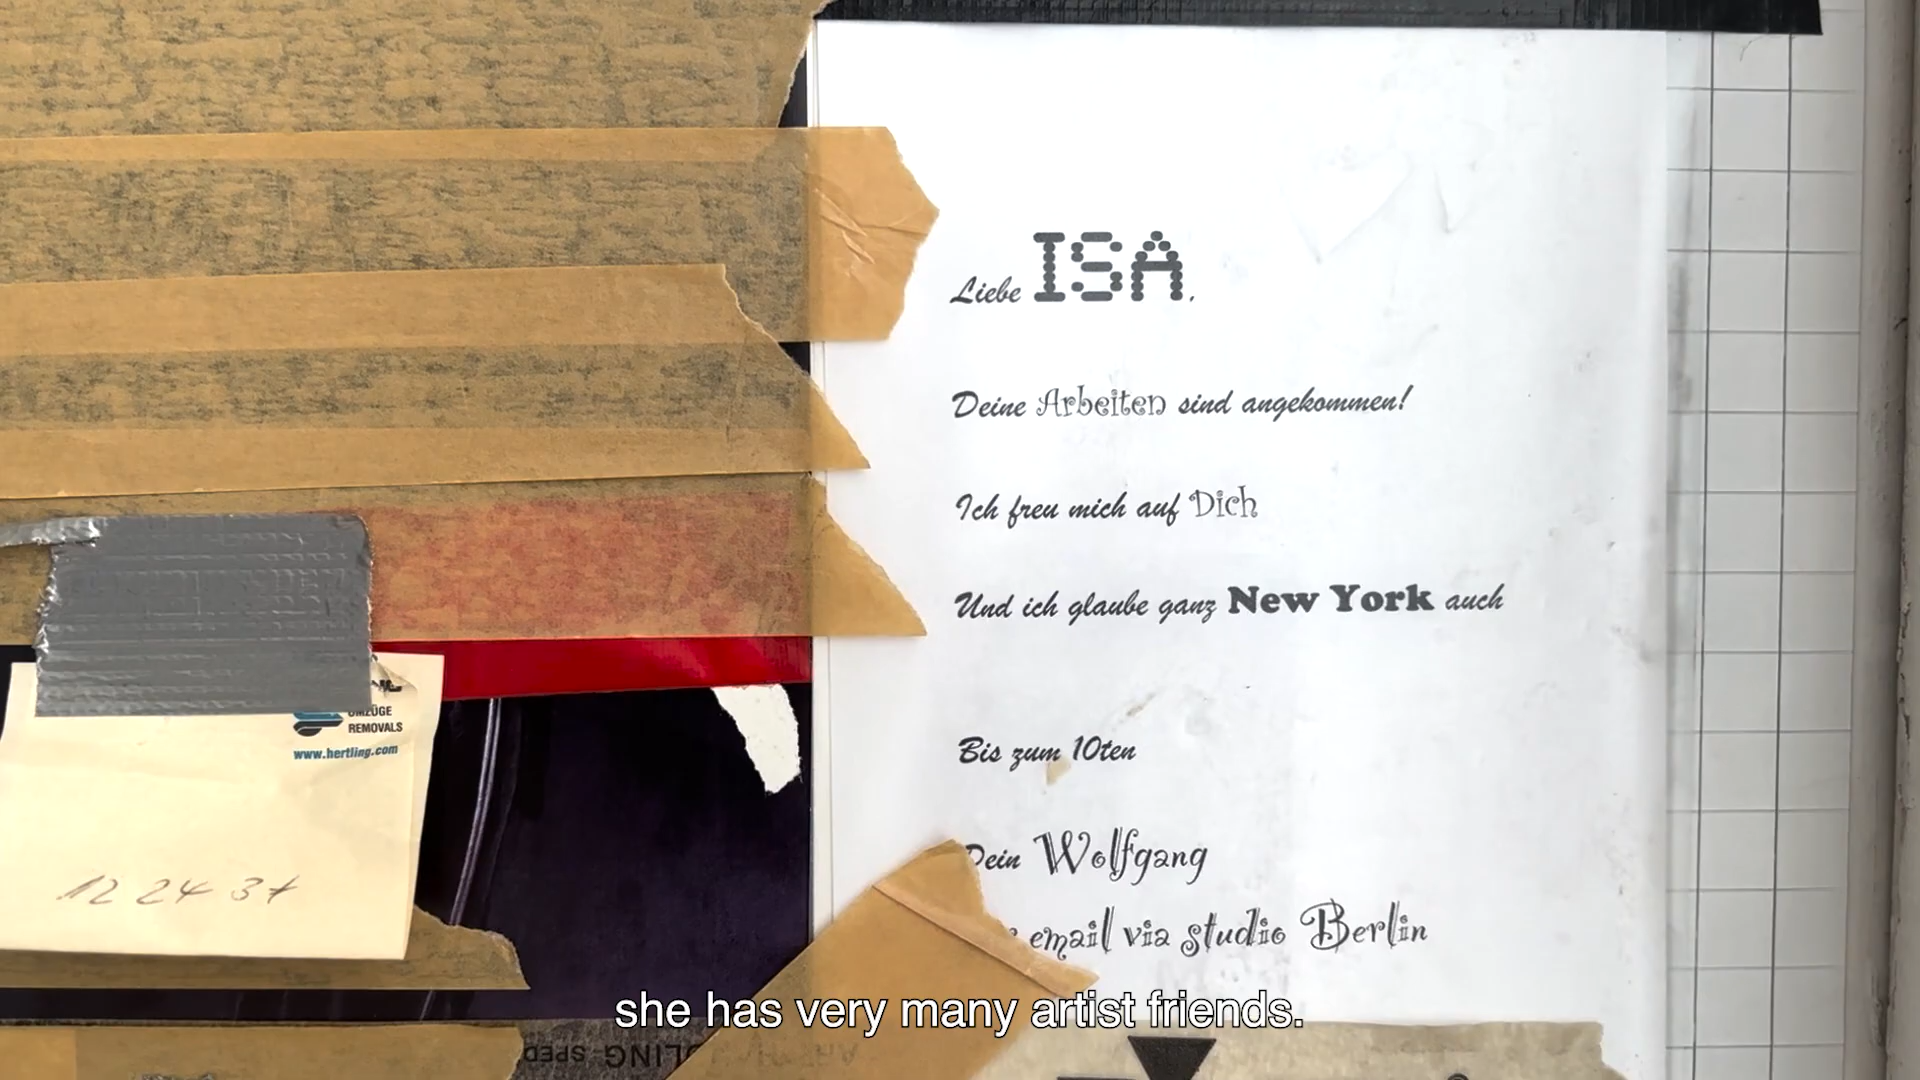 Liebe ISA,
Deine Arbeiten sind angekommen!
Ich freu mich auf Dich
Und ich glaube ganz New York auch
Bis zum 10ten
Dein Wolfgang
email via studio Berlin
UMZÜGE
REMOVALS
www.hertling.com
12 24 37
she has very many artist friends.